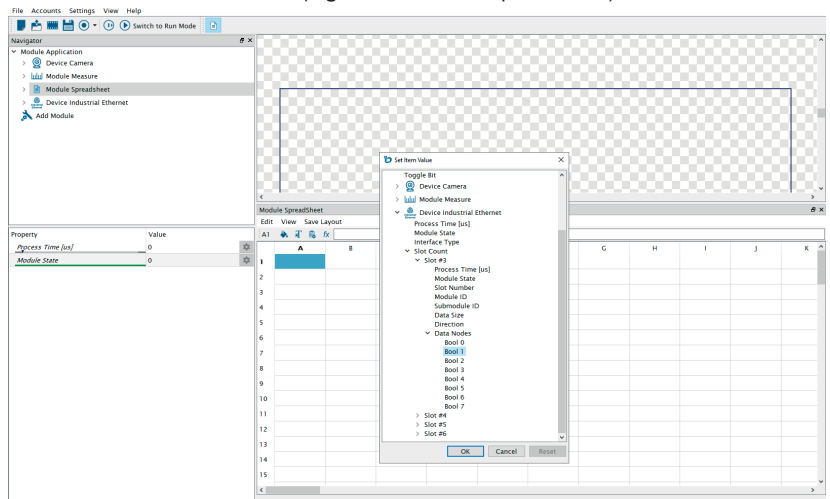 File Accounts Settings View Help
Switch to Run Mode
Navigator
Module Application
Device Camera
Module Measure
Module Spreadsheet
Device Industrial Ethernet
Add Module
Property Value
Process Time [us] 0
Module State 0
Module SpreadSheet
Edit View Save Layout
A1 fx
A B G H I J K
1
2
3
4
5
6
7
8
9
10
11
12
13
14
15
Set Item Value
Toggle Bit
Device Camera
Module Measure
Device Industrial Ethernet
Process Time [us]
Module State
Interface Type
Slot Count
Slot #3
Process Time [us]
Module State
Slot Number
Module ID
Submodule ID
Data Size
Direction
Data Nodes
Bool 0
Bool 1
Bool 2
Bool 3
Bool 4
Bool 5
Bool 6
Bool 7
Slot #4
Slot #5
Slot #6
OK Cancel Reset